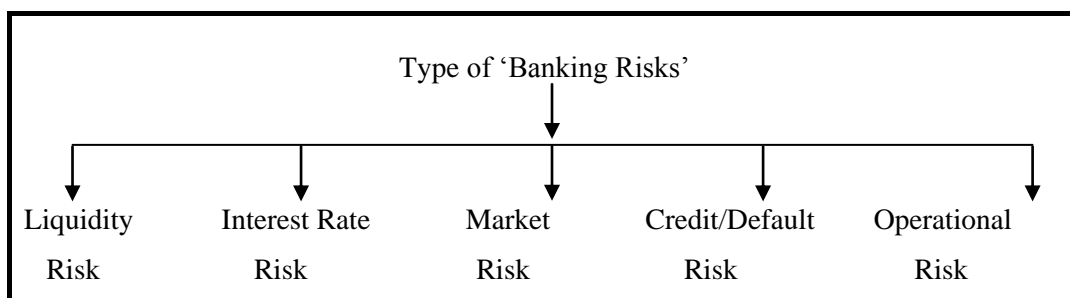 Type of ‘Banking Risks’
Liquidity Interest Rate Market Credit/Default Operational
Risk Risk Risk Risk Risk